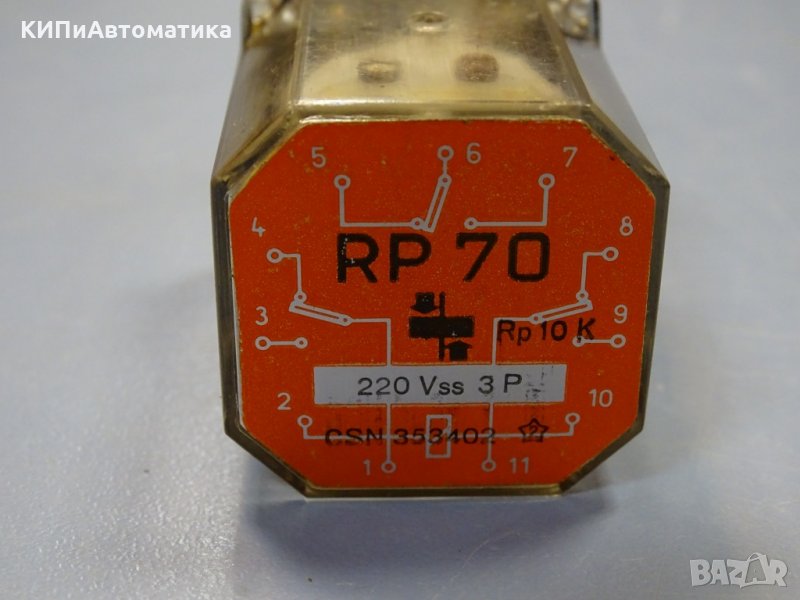 КИПиАвтоматика
5 6 7
4 8
RP 70
3 Rp 10 K 9
220 Vss 3 P
2 10
CSN 353402
1 11
BAZAR